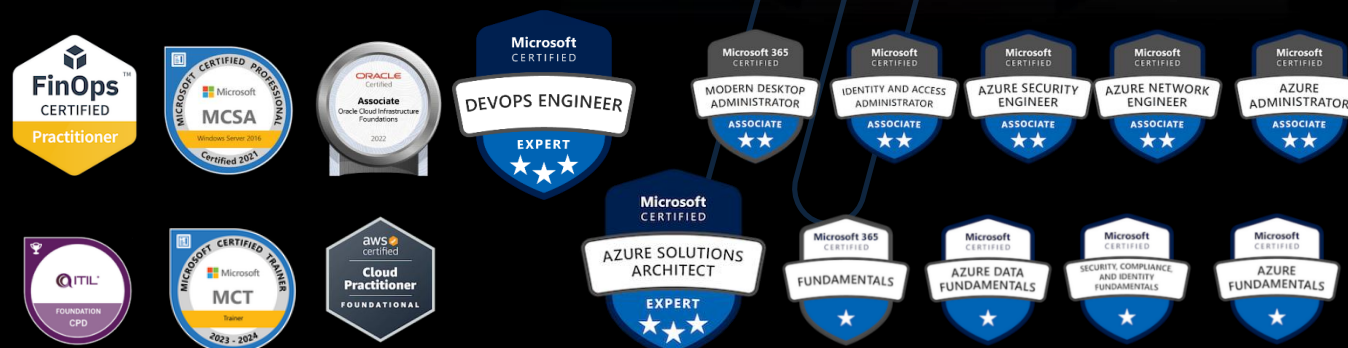 FinOps™
CERTIFIED
Practitioner
MICROSOFT CERTIFIED PROFESSIONAL
Microsoft
MCSA
Windows Server 2016
Certified 2021
ORACLE
Certified
Associate
Oracle Cloud Infrastructure
Foundations
2022
Microsoft
CERTIFIED
DEVOPS ENGINEER
EXPERT
Microsoft 365
CERTIFIED
MODERN DESKTOP
ADMINISTRATOR
ASSOCIATE
Microsoft
CERTIFIED
IDENTITY AND ACCESS
ADMINISTRATOR
ASSOCIATE
Microsoft
CERTIFIED
AZURE SECURITY
ENGINEER
ASSOCIATE
Microsoft
CERTIFIED
AZURE NETWORK
ENGINEER
ASSOCIATE
Microsoft
CERTIFIED
AZURE
ADMINISTRATOR
ASSOCIATE
ITIL
FOUNDATION
CPD
MICROSOFT CERTIFIED TRAINER
Microsoft
MCT
Trainer
2023 - 2024
aws
certified
Cloud
Practitioner
FOUNDATIONAL
Microsoft
CERTIFIED
AZURE SOLUTIONS
ARCHITECT
EXPERT
Microsoft 365
CERTIFIED
FUNDAMENTALS
Microsoft
CERTIFIED
AZURE DATA
FUNDAMENTALS
Microsoft
CERTIFIED
SECURITY, COMPLIANCE,
AND IDENTITY
FUNDAMENTALS
Microsoft
CERTIFIED
AZURE
FUNDAMENTALS